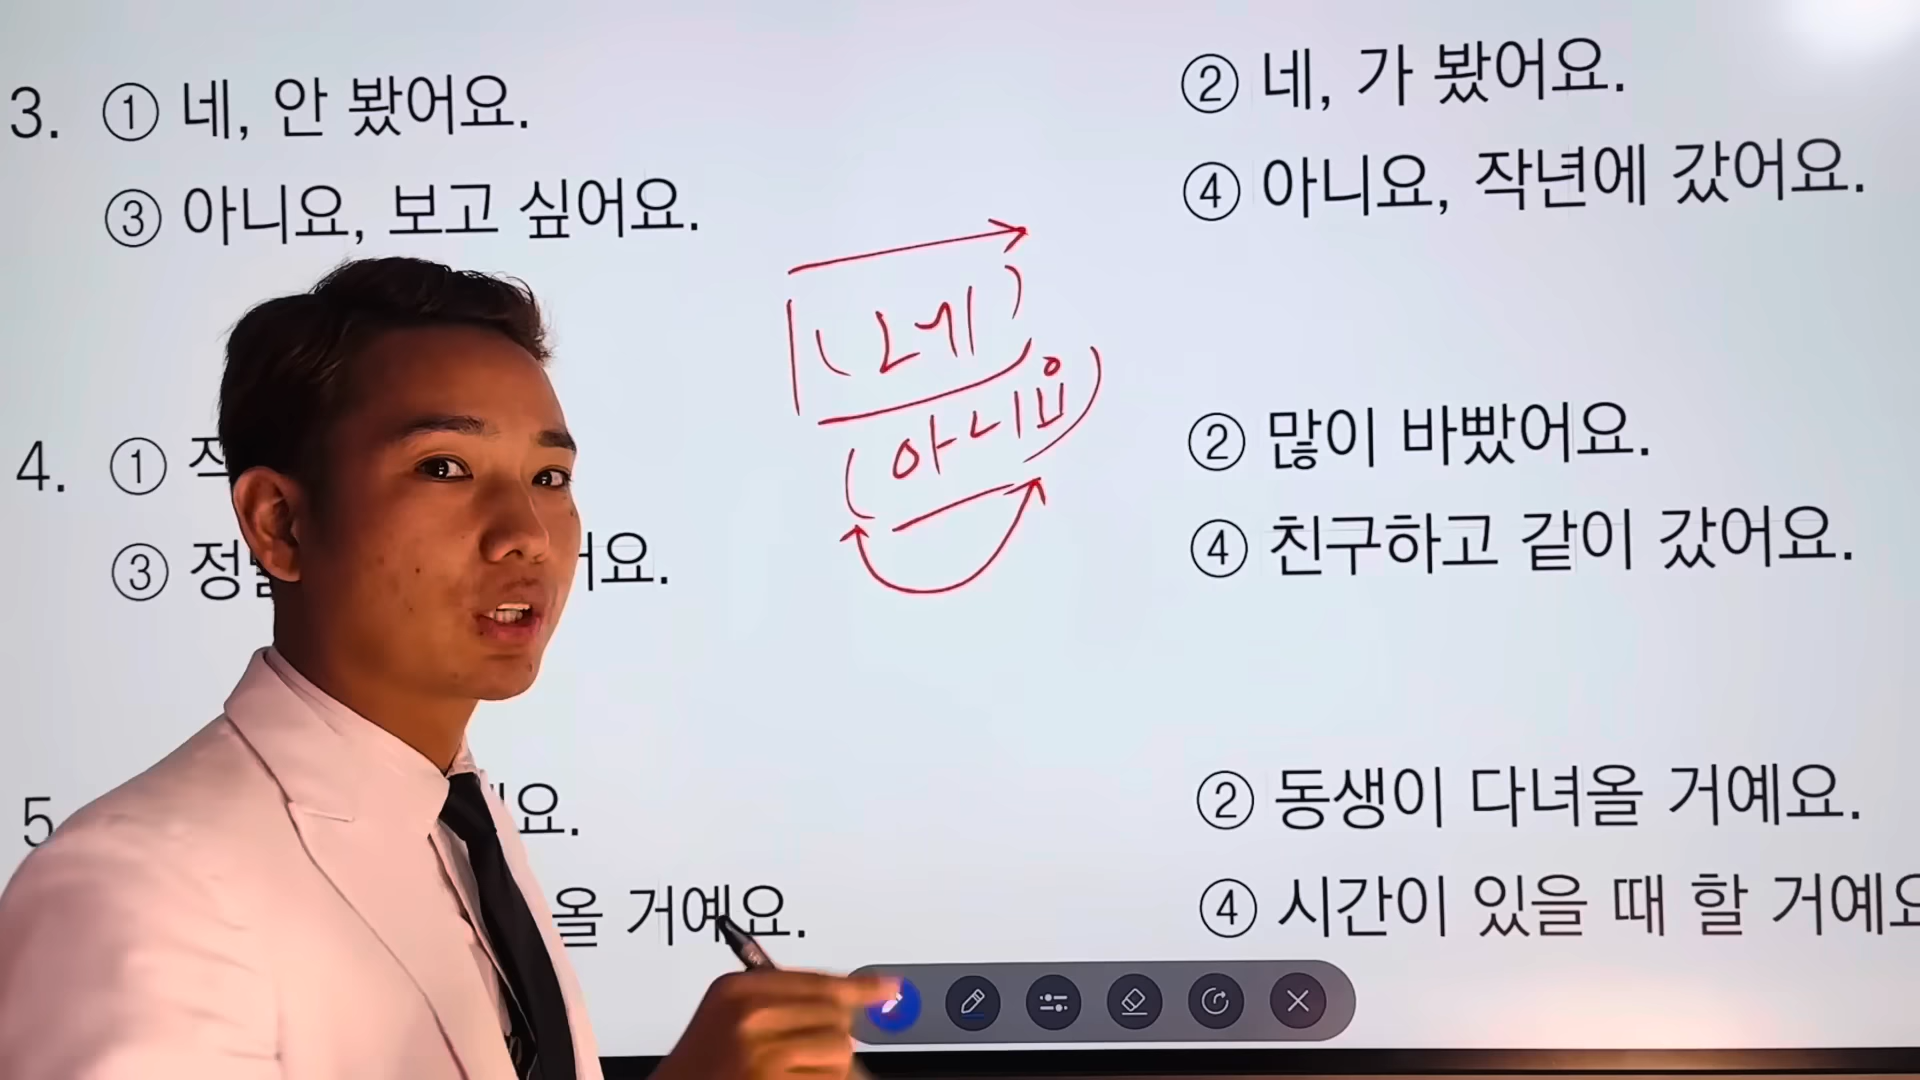 3. ① 네, 안 봤어요.
② 네, 가 봤어요.
③ 아니요, 보고 싶어요.
④ 아니요, 작년에 갔어요.
(네)
(아니요)
4. ①
② 많이 바빴어요.
③ 어요.
④ 친구하고 같이 갔어요.
5 요.
② 동생이 다녀올 거예요.
올 거예요.
④ 시간이 있을 때 할 거예요